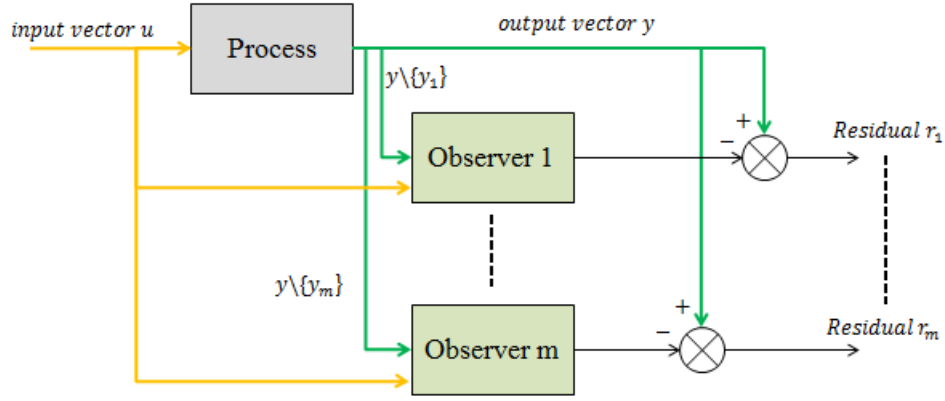 input vector u
Process
output vector y
y\{y₁}
Observer 1
−
+
Residual r₁
y\{yₘ}
Observer m
−
+
Residual rₘ